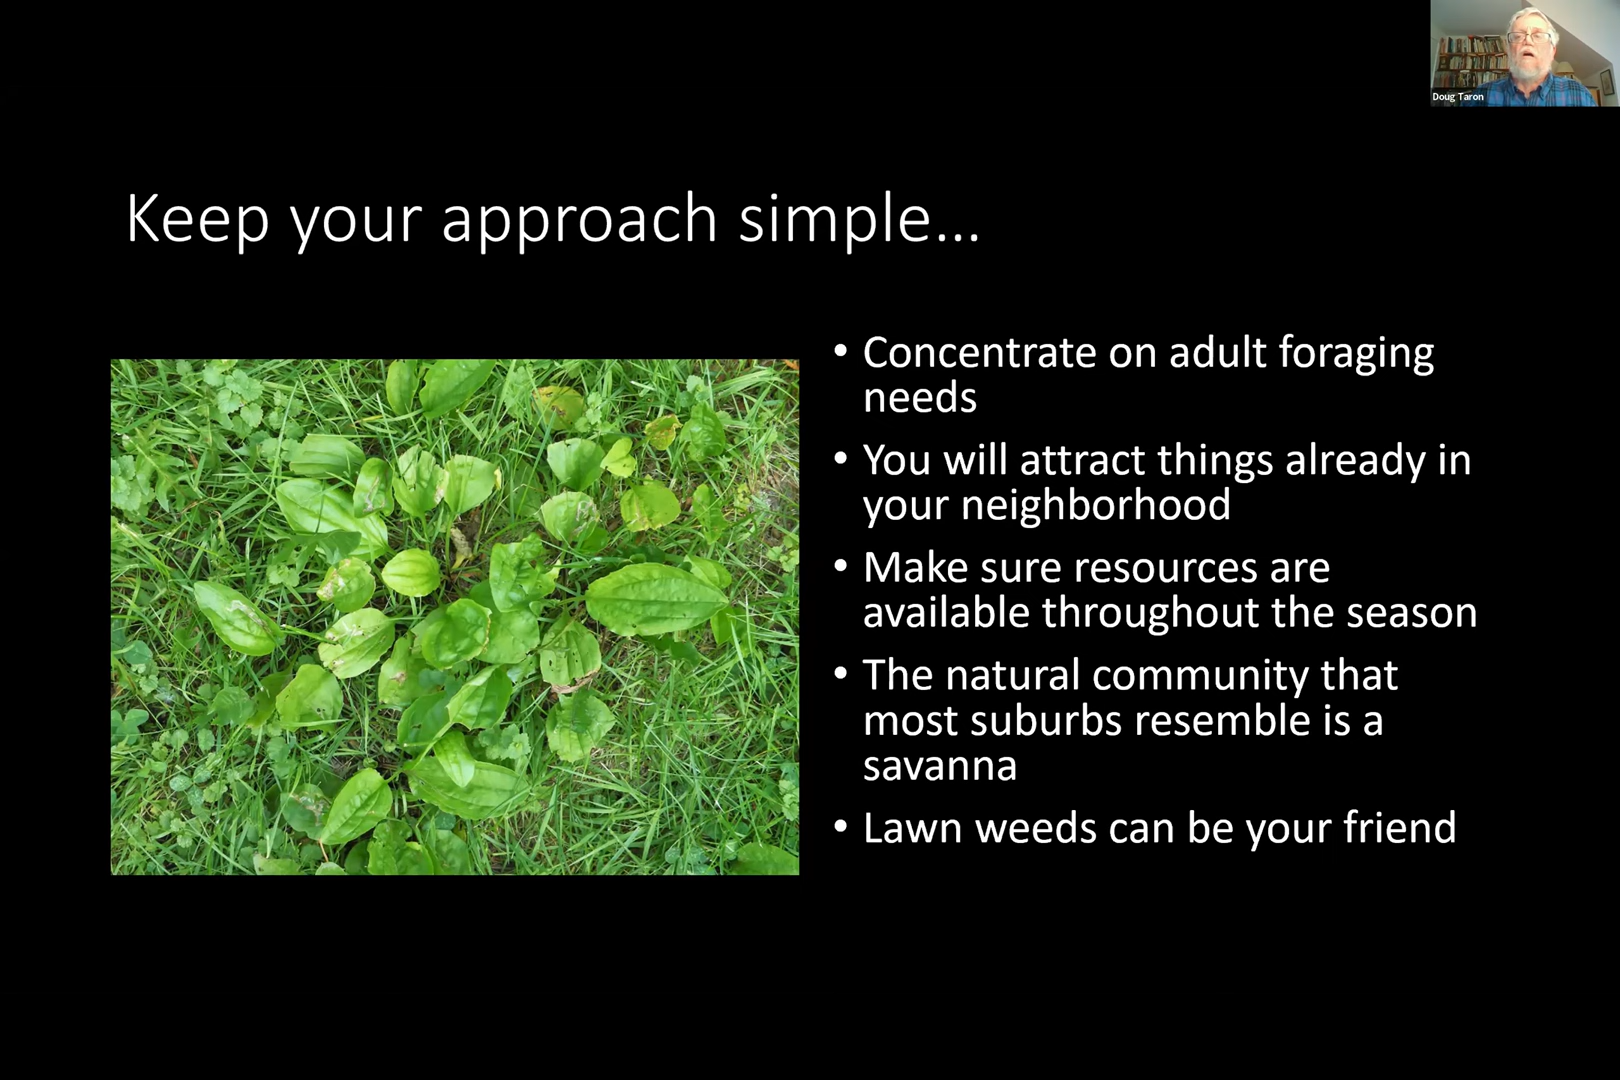 Doug Taron
Keep your approach simple...
• Concentrate on adult foraging
needs
• You will attract things already in
your neighborhood
• Make sure resources are
available throughout the season
• The natural community that
most suburbs resemble is a
savanna
• Lawn weeds can be your friend